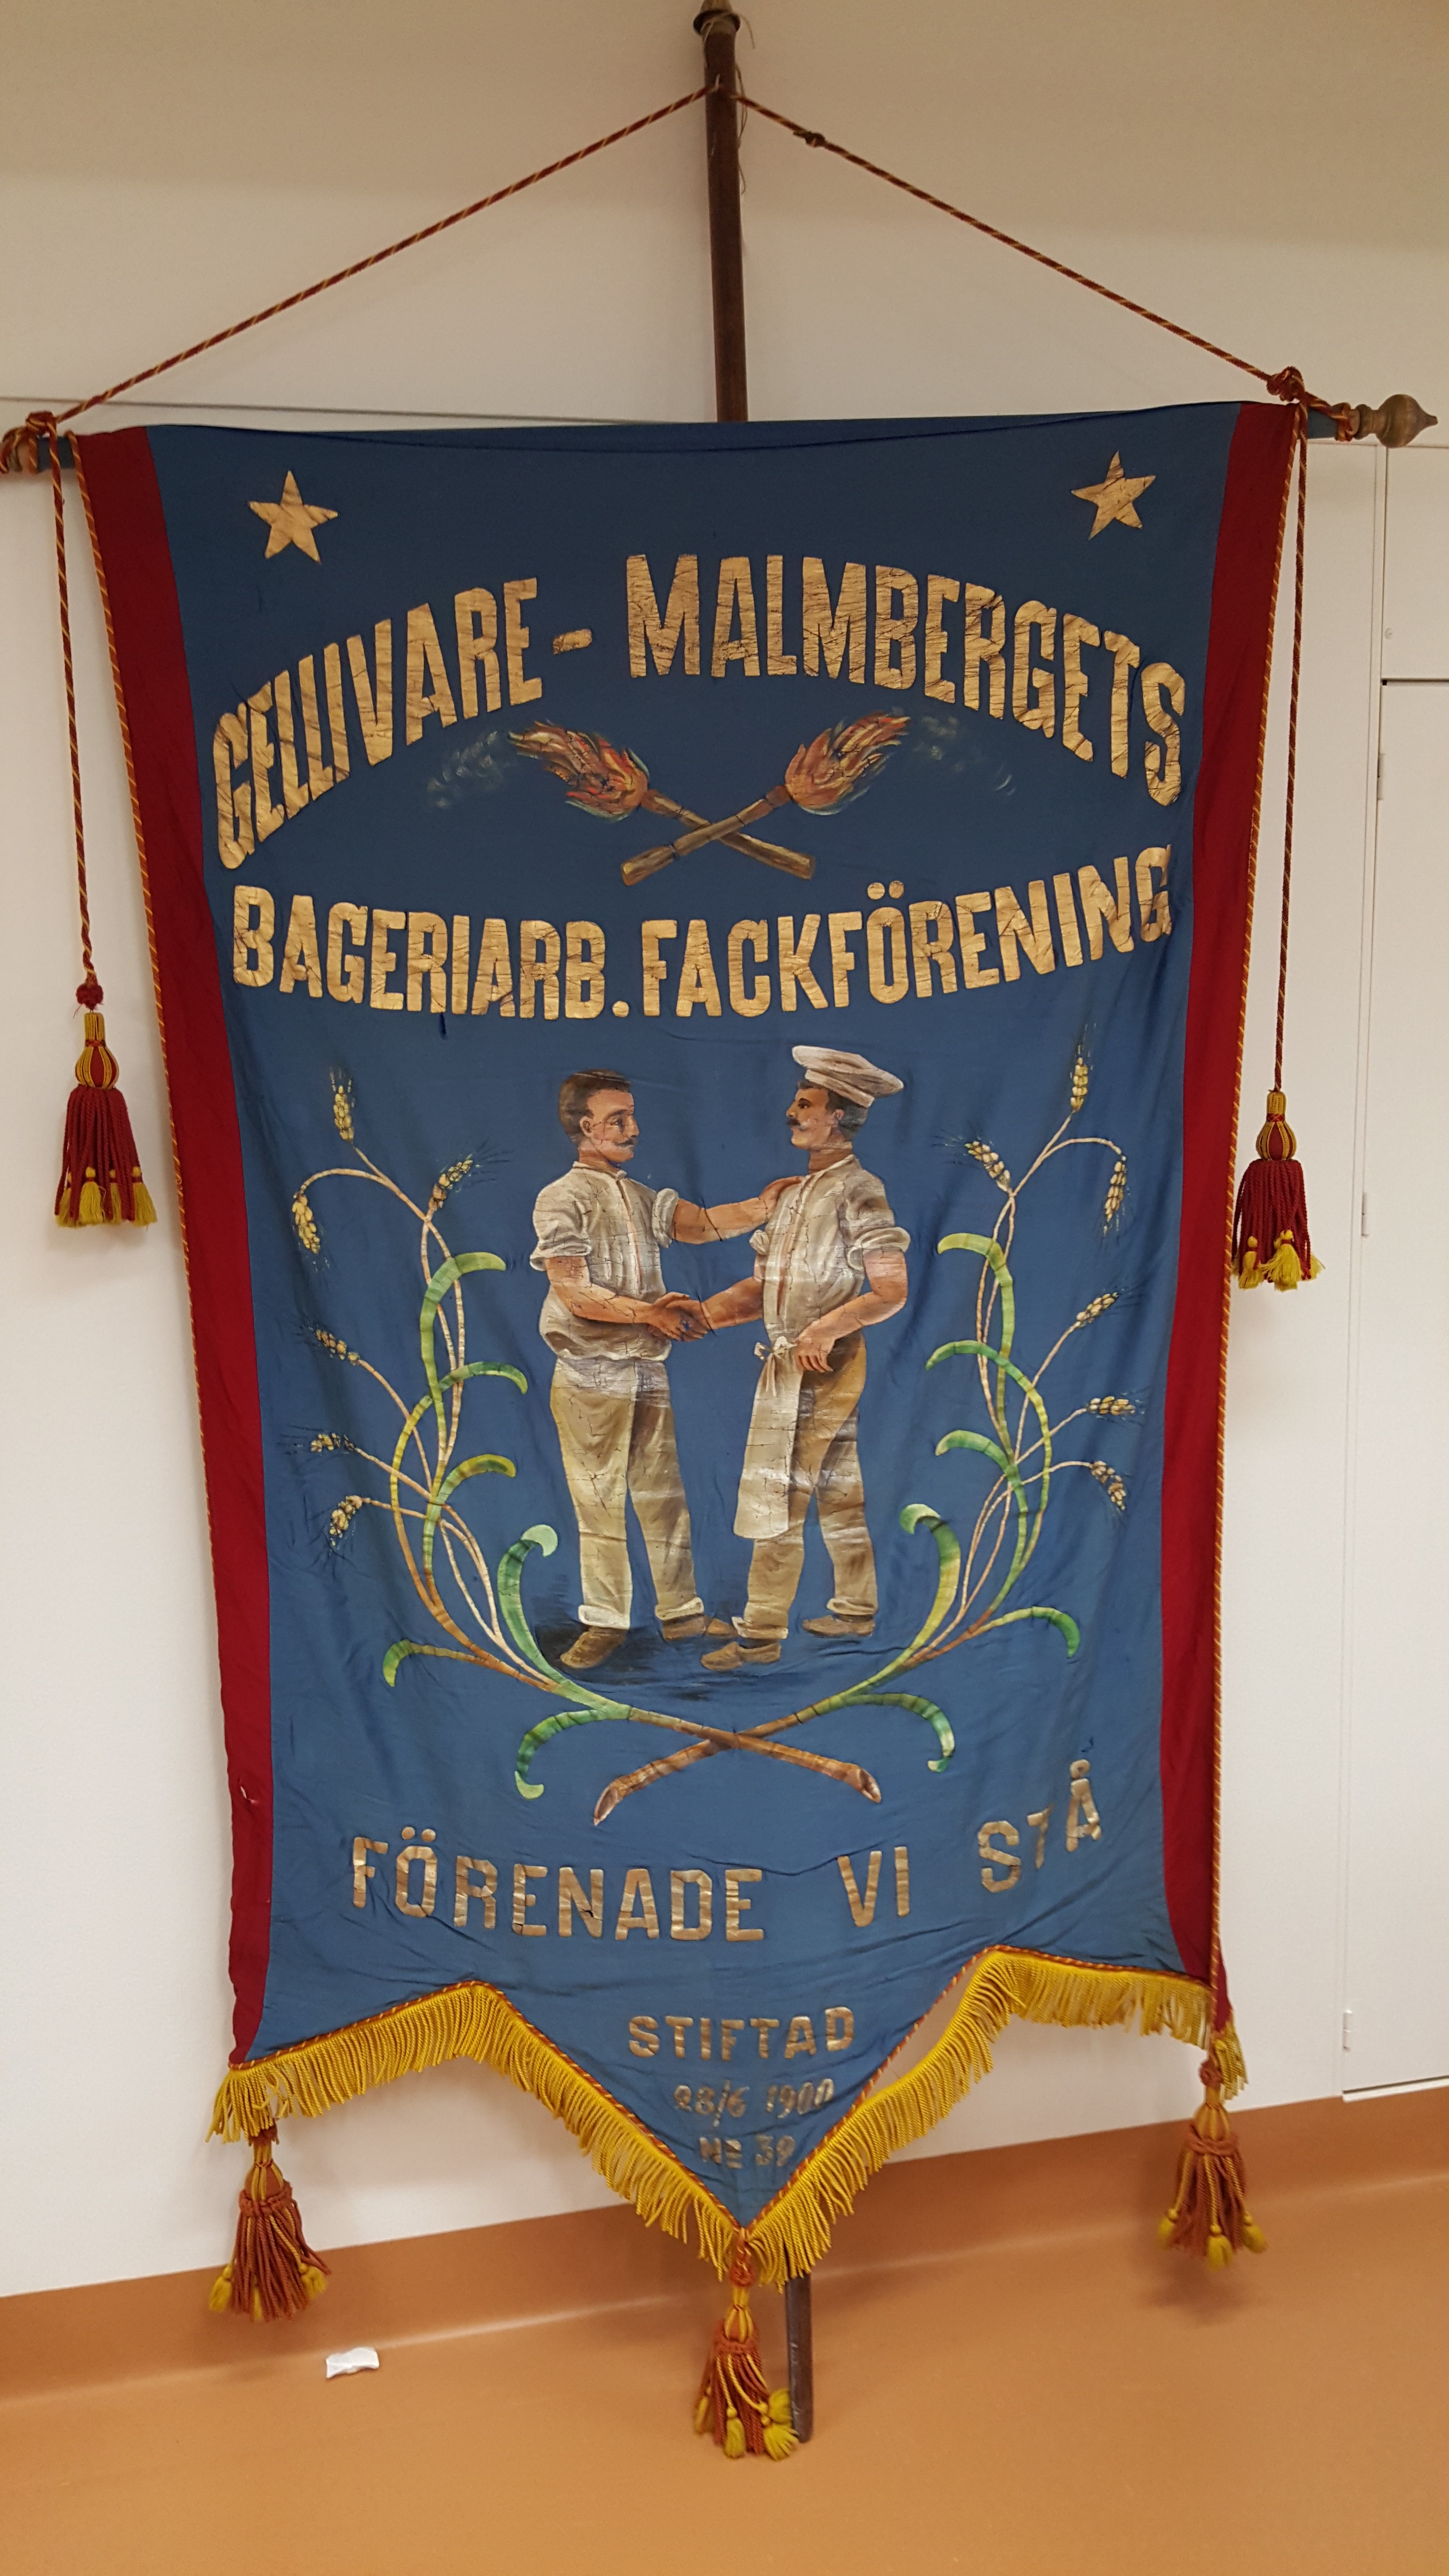 GELLIVARE - MALMBERGETS
BAGERIARB. FACKFÖRENING
FÖRENADE VI STÅ
STIFTAD
28/6 1900
No 39